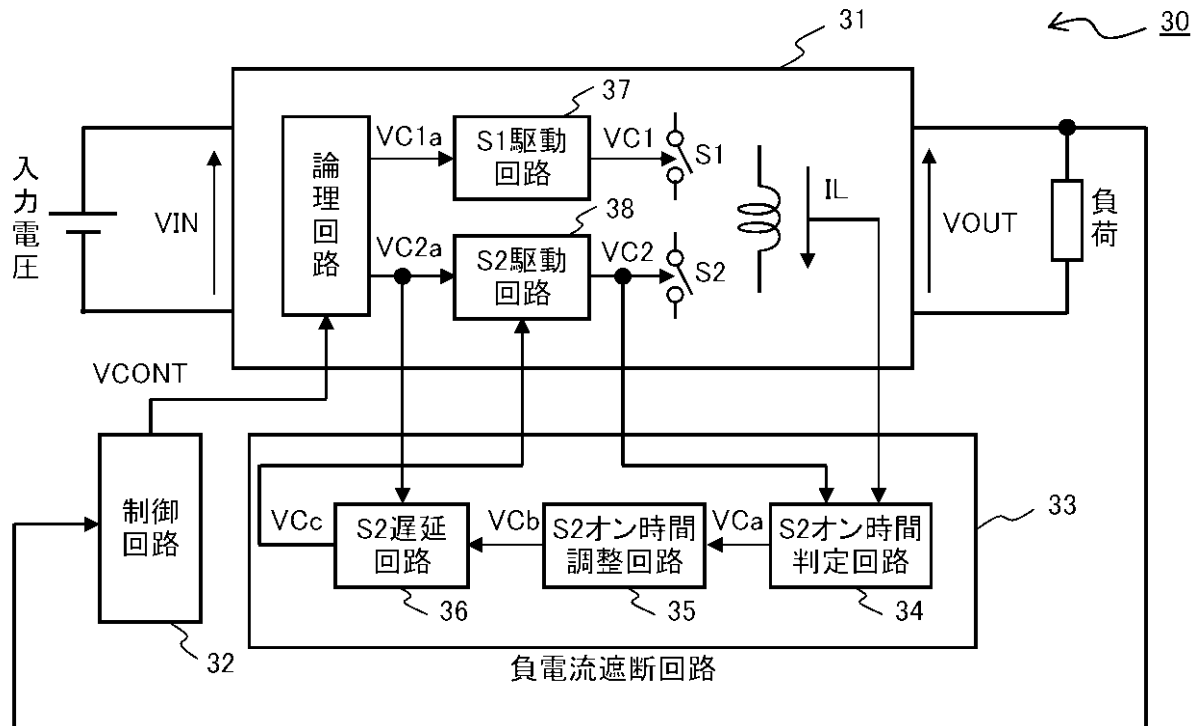 30
31
37
VC1a
S1駆動
回路
VC1
S1
論理回路
IL
入力電圧
VIN
VOUT
負荷
38
VC2a
S2駆動
回路
VC2
S2
VCONT
制御
回路
32
33
VCc
S2遅延
回路
36
VCb
S2オン時間
調整回路
35
VCa
S2オン時間
判定回路
34
負電流遮断回路